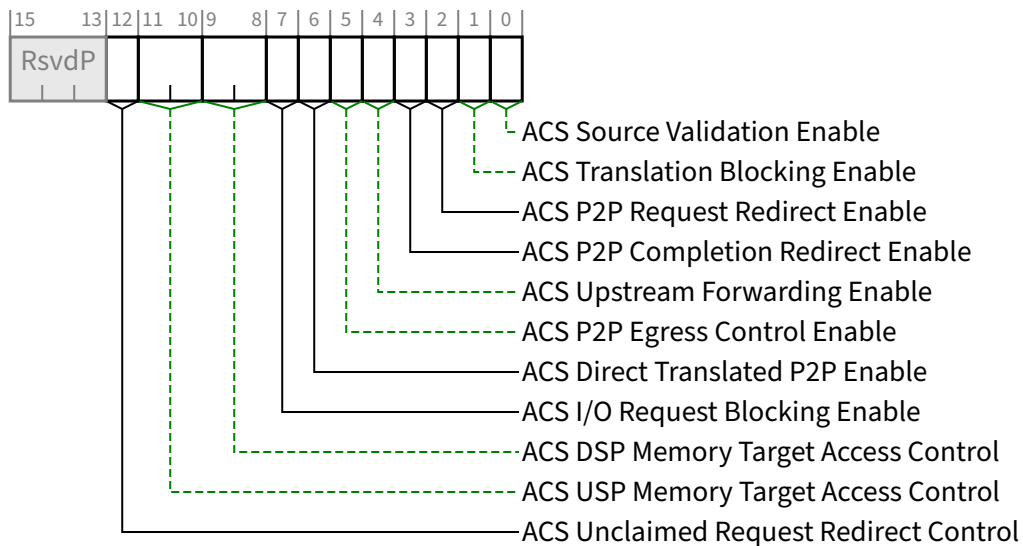 15 13 12 11 10 9 8 7 6 5 4 3 2 1 0
RsvdP
ACS Source Validation Enable
ACS Translation Blocking Enable
ACS P2P Request Redirect Enable
ACS P2P Completion Redirect Enable
ACS Upstream Forwarding Enable
ACS P2P Egress Control Enable
ACS Direct Translated P2P Enable
ACS I/O Request Blocking Enable
ACS DSP Memory Target Access Control
ACS USP Memory Target Access Control
ACS Unclaimed Request Redirect Control